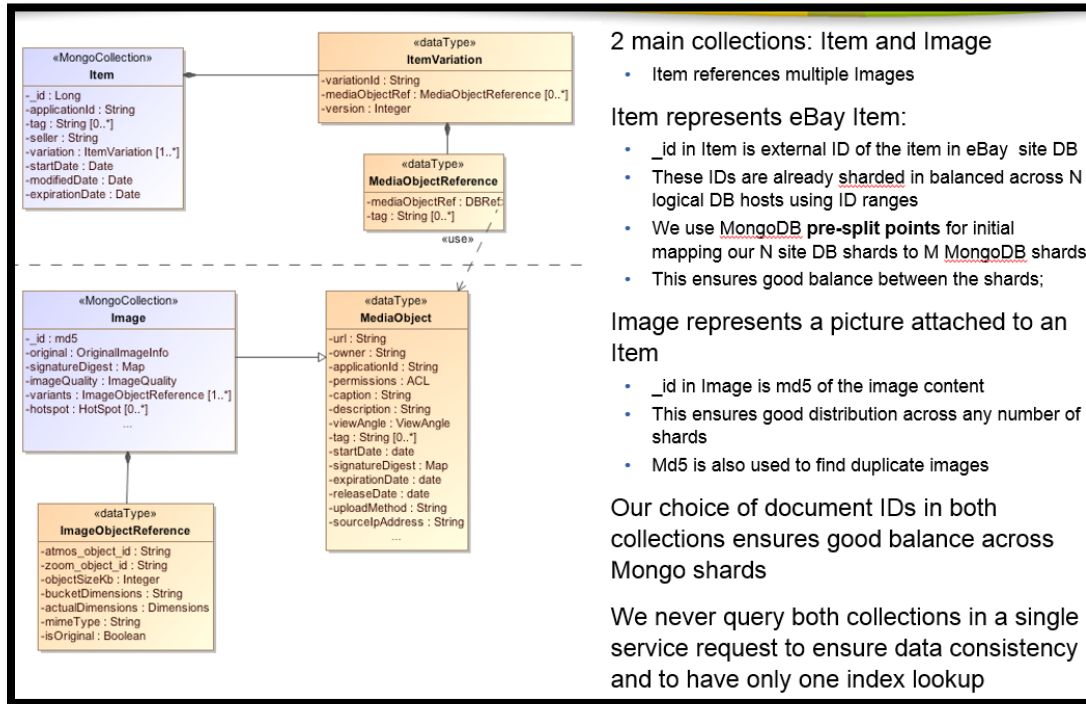 «MongoCollection»
Item
-_id : Long
-applicationId : String
-tag : String [0..*]
-seller : String
-variation : ItemVariation [1..*]
-startDate : Date
-modifiedDate : Date
-expirationDate : Date
«dataType»
ItemVariation
-variationId : String
-mediaObjectRef : MediaObjectReference [0..*]
-version : Integer
«dataType»
MediaObjectReference
-mediaObjectRef : DBRef
-tag : String [0..*]
«use»
«MongoCollection»
Image
-_id : md5
-original : OriginalImageInfo
-signatureDigest : Map
-imageQuality : ImageQuality
-variants : ImageObjectReference [1..*]
-hotspot : HotSpot [0..*]
...
«dataType»
MediaObject
-url : String
-owner : String
-applicationId : String
-permissions : ACL
-caption : String
-description : String
-viewAngle : ViewAngle
-tag : String [0..*]
-startDate : date
-signatureDigest : Map
-expirationDate : date
-releaseDate : date
-uploadMethod : String
-sourceIpAddress : String
...
«dataType»
ImageObjectReference
-atmos_object_id : String
-zoom_object_id : String
-objectSizeKb : Integer
-bucketDimensions : String
-actualDimensions : Dimensions
-mimeType : String
-isOriginal : Boolean
2 main collections: Item and Image
• Item references multiple Images
Item represents eBay Item:
• _id in Item is external ID of the item in eBay site DB
• These IDs are already sharded in balanced across N
logical DB hosts using ID ranges
• We use MongoDB pre-split points for initial
mapping our N site DB shards to M MongoDB shards
• This ensures good balance between the shards;
Image represents a picture attached to an
Item
• _id in Image is md5 of the image content
• This ensures good distribution across any number of
shards
• Md5 is also used to find duplicate images
Our choice of document IDs in both
collections ensures good balance across
Mongo shards
We never query both collections in a single
service request to ensure data consistency
and to have only one index lookup